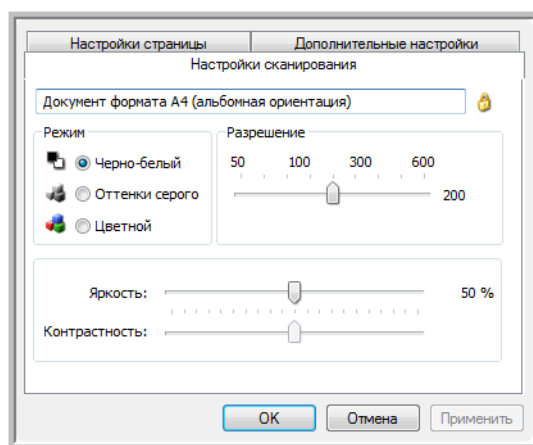 Настройки страницы
Дополнительные настройки
Настройки сканирования
Документ формата А4 (альбомная ориентация)
Режим
Черно-белый
Оттенки серого
Цветной
Разрешение
50 100 300 600
200
Яркость: 50 %
Контрастность:
OK Отмена Применить